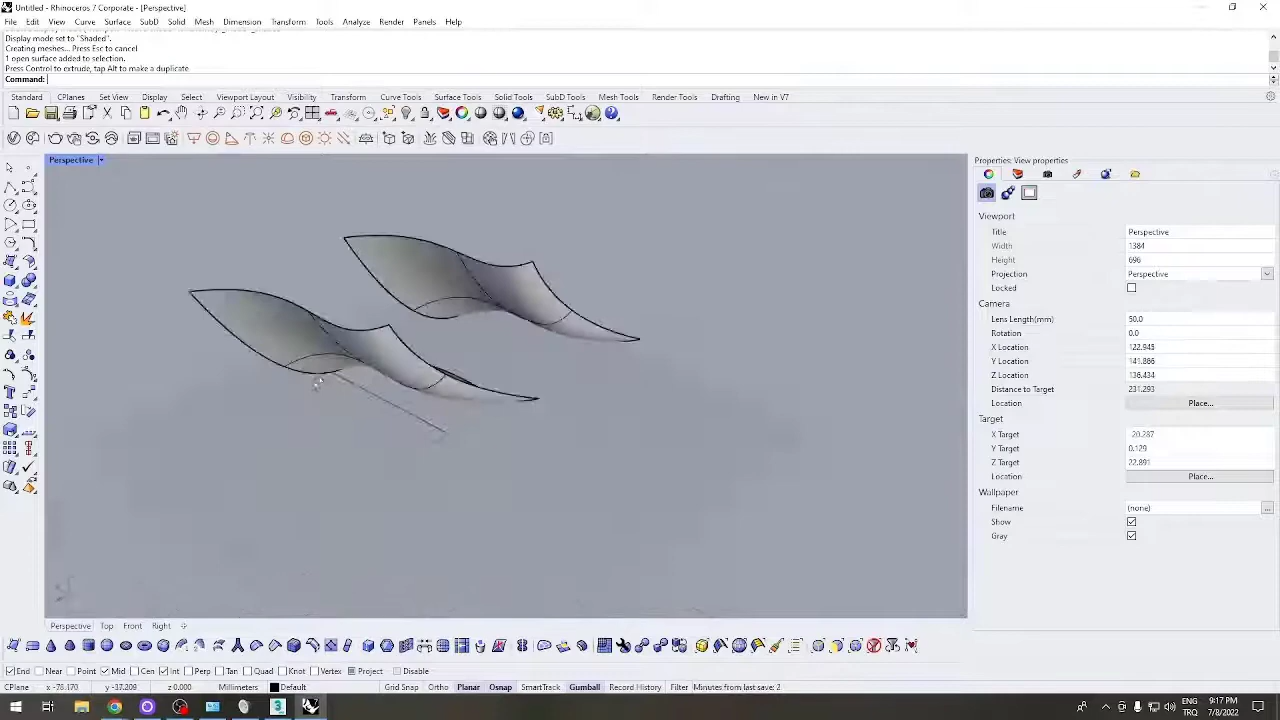 Untitled - Rhinoceros 7 Corporate - [Perspective]
File Edit View Curve Surface SubD Solid Mesh Dimension Transform Tools Analyze Render Panels Help
Display mode set to "Shaded".
Creating meshes... Press Esc to cancel
1 open surface added to selection.
Press Control to extrude, tap Alt to make a duplicate
Command:
Standard CPlanes Set View Display Select Viewport Layout Visibility Transform Curve Tools Surface Tools Solid Tools SubD Tools Mesh Tools Render Tools Drafting New in V7
Perspective
Properties: View properties
Viewport
Title Perspective
Width 1384
Height 696
Projection Perspective
Locked
Camera
Lens Length(mm) 50.0
Rotation 0.0
X Location 122.945
Y Location 141.866
Z Location 136.434
Distance to Target 231.293
Location Place...
Target
X Target -20.287
Y Target 0.129
Z Target 22.891
Location Place...
Wallpaper
Filename (none)
Show
Gray
Perspective Top Front Right
End Near Point Mid Cen Int Perp Tan Quad Knot Vertex Project Disable
CPlane x -78.170 y -37.209 z 0.000 Millimeters Default Grid Snap Ortho Planar Osnap SmartTrack Gumball Record History Filter Minutes from last save: 2
ENG
TRQ
9:17 PM
7/8/2022